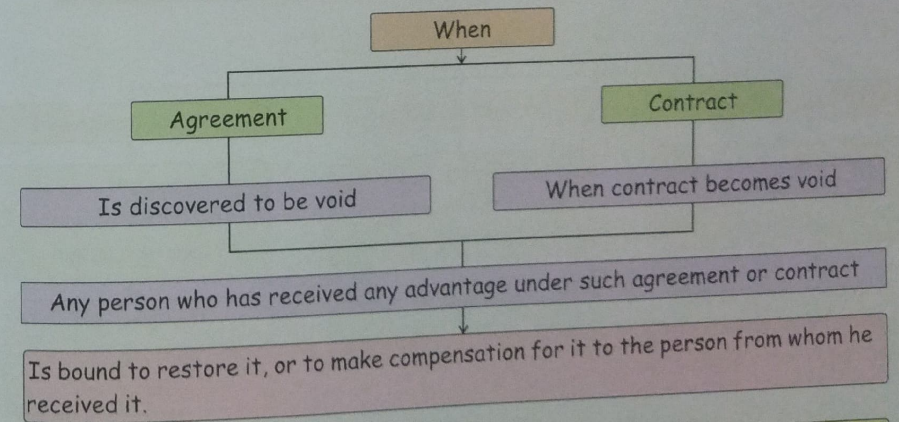 When
Agreement
Contract
Is discovered to be void
When contract becomes void
Any person who has received any advantage under such agreement or contract
Is bound to restore it, or to make compensation for it to the person from whom he
received it.